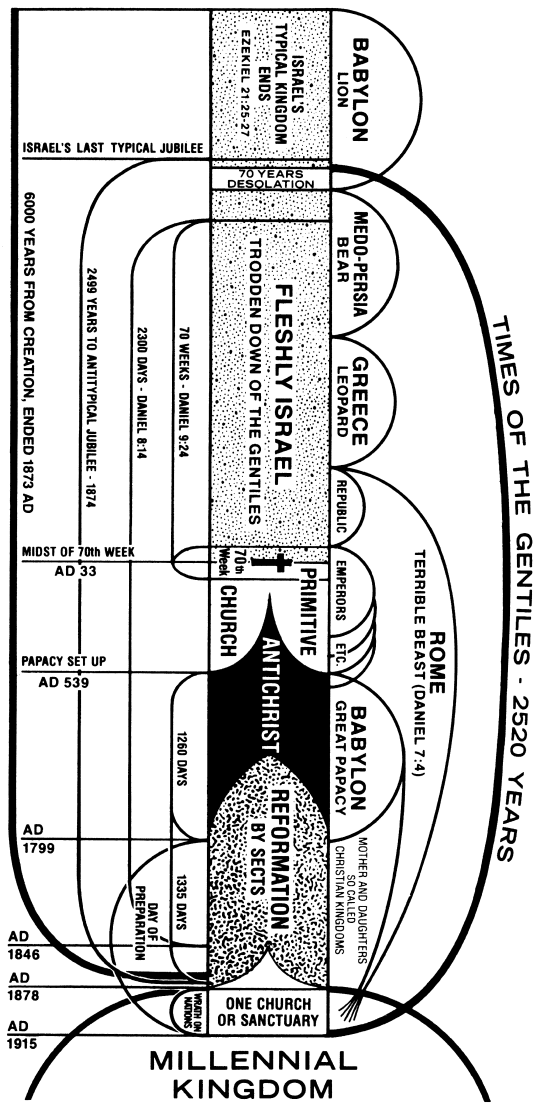 BABYLON
LION
ISRAEL'S
TYPICAL KINGDOM
ENDS
EZEKIEL 21:25-27
ISRAEL'S LAST TYPICAL JUBILEE
70 YEARS
DESOLATION
MEDO-PERSIA
BEAR
6000 YEARS FROM CREATION, ENDED 1873 AD
2499 YEARS TO ANTITYPICAL JUBILEE - 1874
2300 DAYS - DANIEL 8:14
70 WEEKS - DANIEL 9:24
FLESHLY ISRAEL
TRODDEN DOWN OF THE GENTILES
GREECE
LEOPARD
TIMES OF THE GENTILES - 2520 YEARS
REPUBLIC
MIDST OF 70th WEEK
AD 33
70th
Week
EMPERORS
ETC.
PRIMITIVE
CHURCH
ROME
TERRIBLE BEAST (DANIEL 7:4)
PAPACY SET UP
AD 539
ANTICHRIST
BABYLON
GREAT PAPACY
1260 DAYS
REFORMATION
BY SECTS
AD
1799
MOTHER AND DAUGHTERS
SO CALLED
CHRISTIAN KINGDOMS
1335 DAYS
DAY OF
PREPARATION
AD
1846
AD
1878
WRATH ON
NATIONS
ONE CHURCH
OR SANCTUARY
AD
1915
MILLENNIAL
KINGDOM